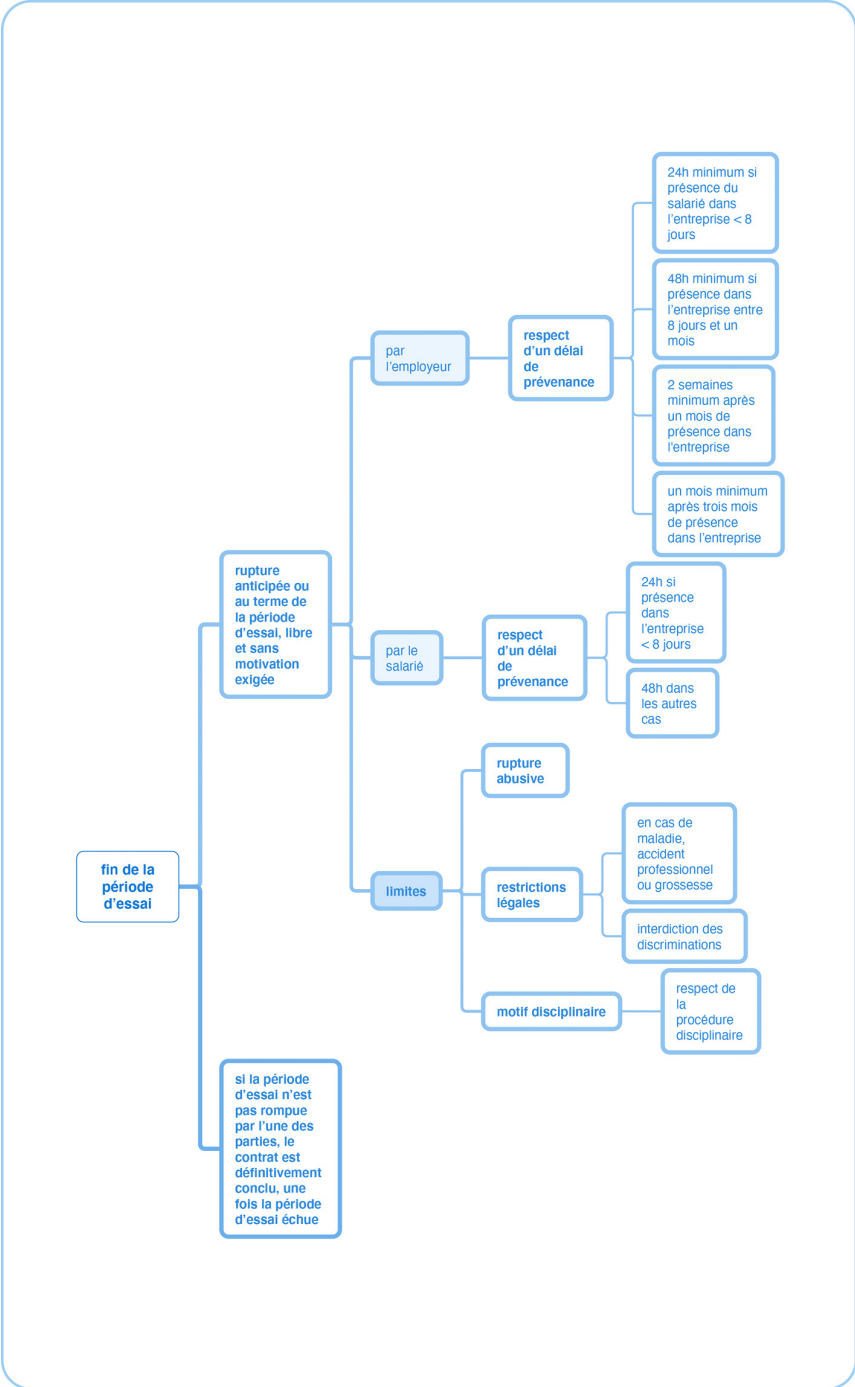 fin de la
période
d'essai
rupture
anticipée ou
au terme de
la période
d'essai, libre
et sans
motivation
exigée
par
l'employeur
respect
d'un délai
de
prévenance
24h minimum si
présence du
salarié dans
l'entreprise < 8
jours
48h minimum si
présence dans
l'entreprise entre
8 jours et un
mois
2 semaines
minimum après
un mois de
présence dans
l'entreprise
un mois minimum
après trois mois
de présence
dans l'entreprise
par le
salarié
respect
d'un délai
de
prévenance
24h si
présence
dans
l'entreprise
< 8 jours
48h dans
les autres
cas
limites
rupture
abusive
restrictions
légales
en cas de
maladie,
accident
professionnel
ou grossesse
interdiction des
discriminations
motif disciplinaire
respect de
la
procédure
disciplinaire
si la période
d'essai n'est
pas rompue
par l'une des
parties, le
contrat est
définitivement
conclu, une
fois la période
d'essai échue